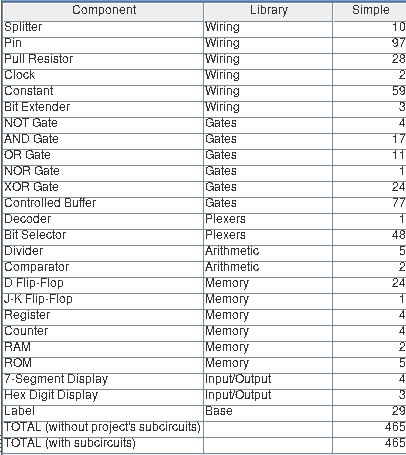 Component Library Simple
Splitter Wiring 10
Pin Wiring 97
Pull Resistor Wiring 28
Clock Wiring 2
Constant Wiring 59
Bit Extender Wiring 3
NOT Gate Gates 4
AND Gate Gates 17
OR Gate Gates 11
NOR Gate Gates 1
XOR Gate Gates 24
Controlled Buffer Gates 77
Decoder Plexers 1
Bit Selector Plexers 48
Divider Arithmetic 5
Comparator Arithmetic 2
D Flip-Flop Memory 24
J-K Flip-Flop Memory 1
Register Memory 4
Counter Memory 4
RAM Memory 2
ROM Memory 5
7-Segment Display Input/Output 4
Hex Digit Display Input/Output 3
Label Base 29
TOTAL (without project's subcircuits) 465
TOTAL (with subcircuits) 465